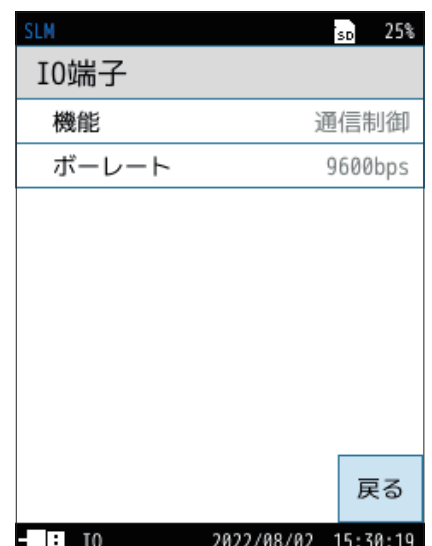 SLM SD 25%
IO端子
機能 通信制御
ボーレート 9600bps
戻る
IO 2022/08/02 15:30:19